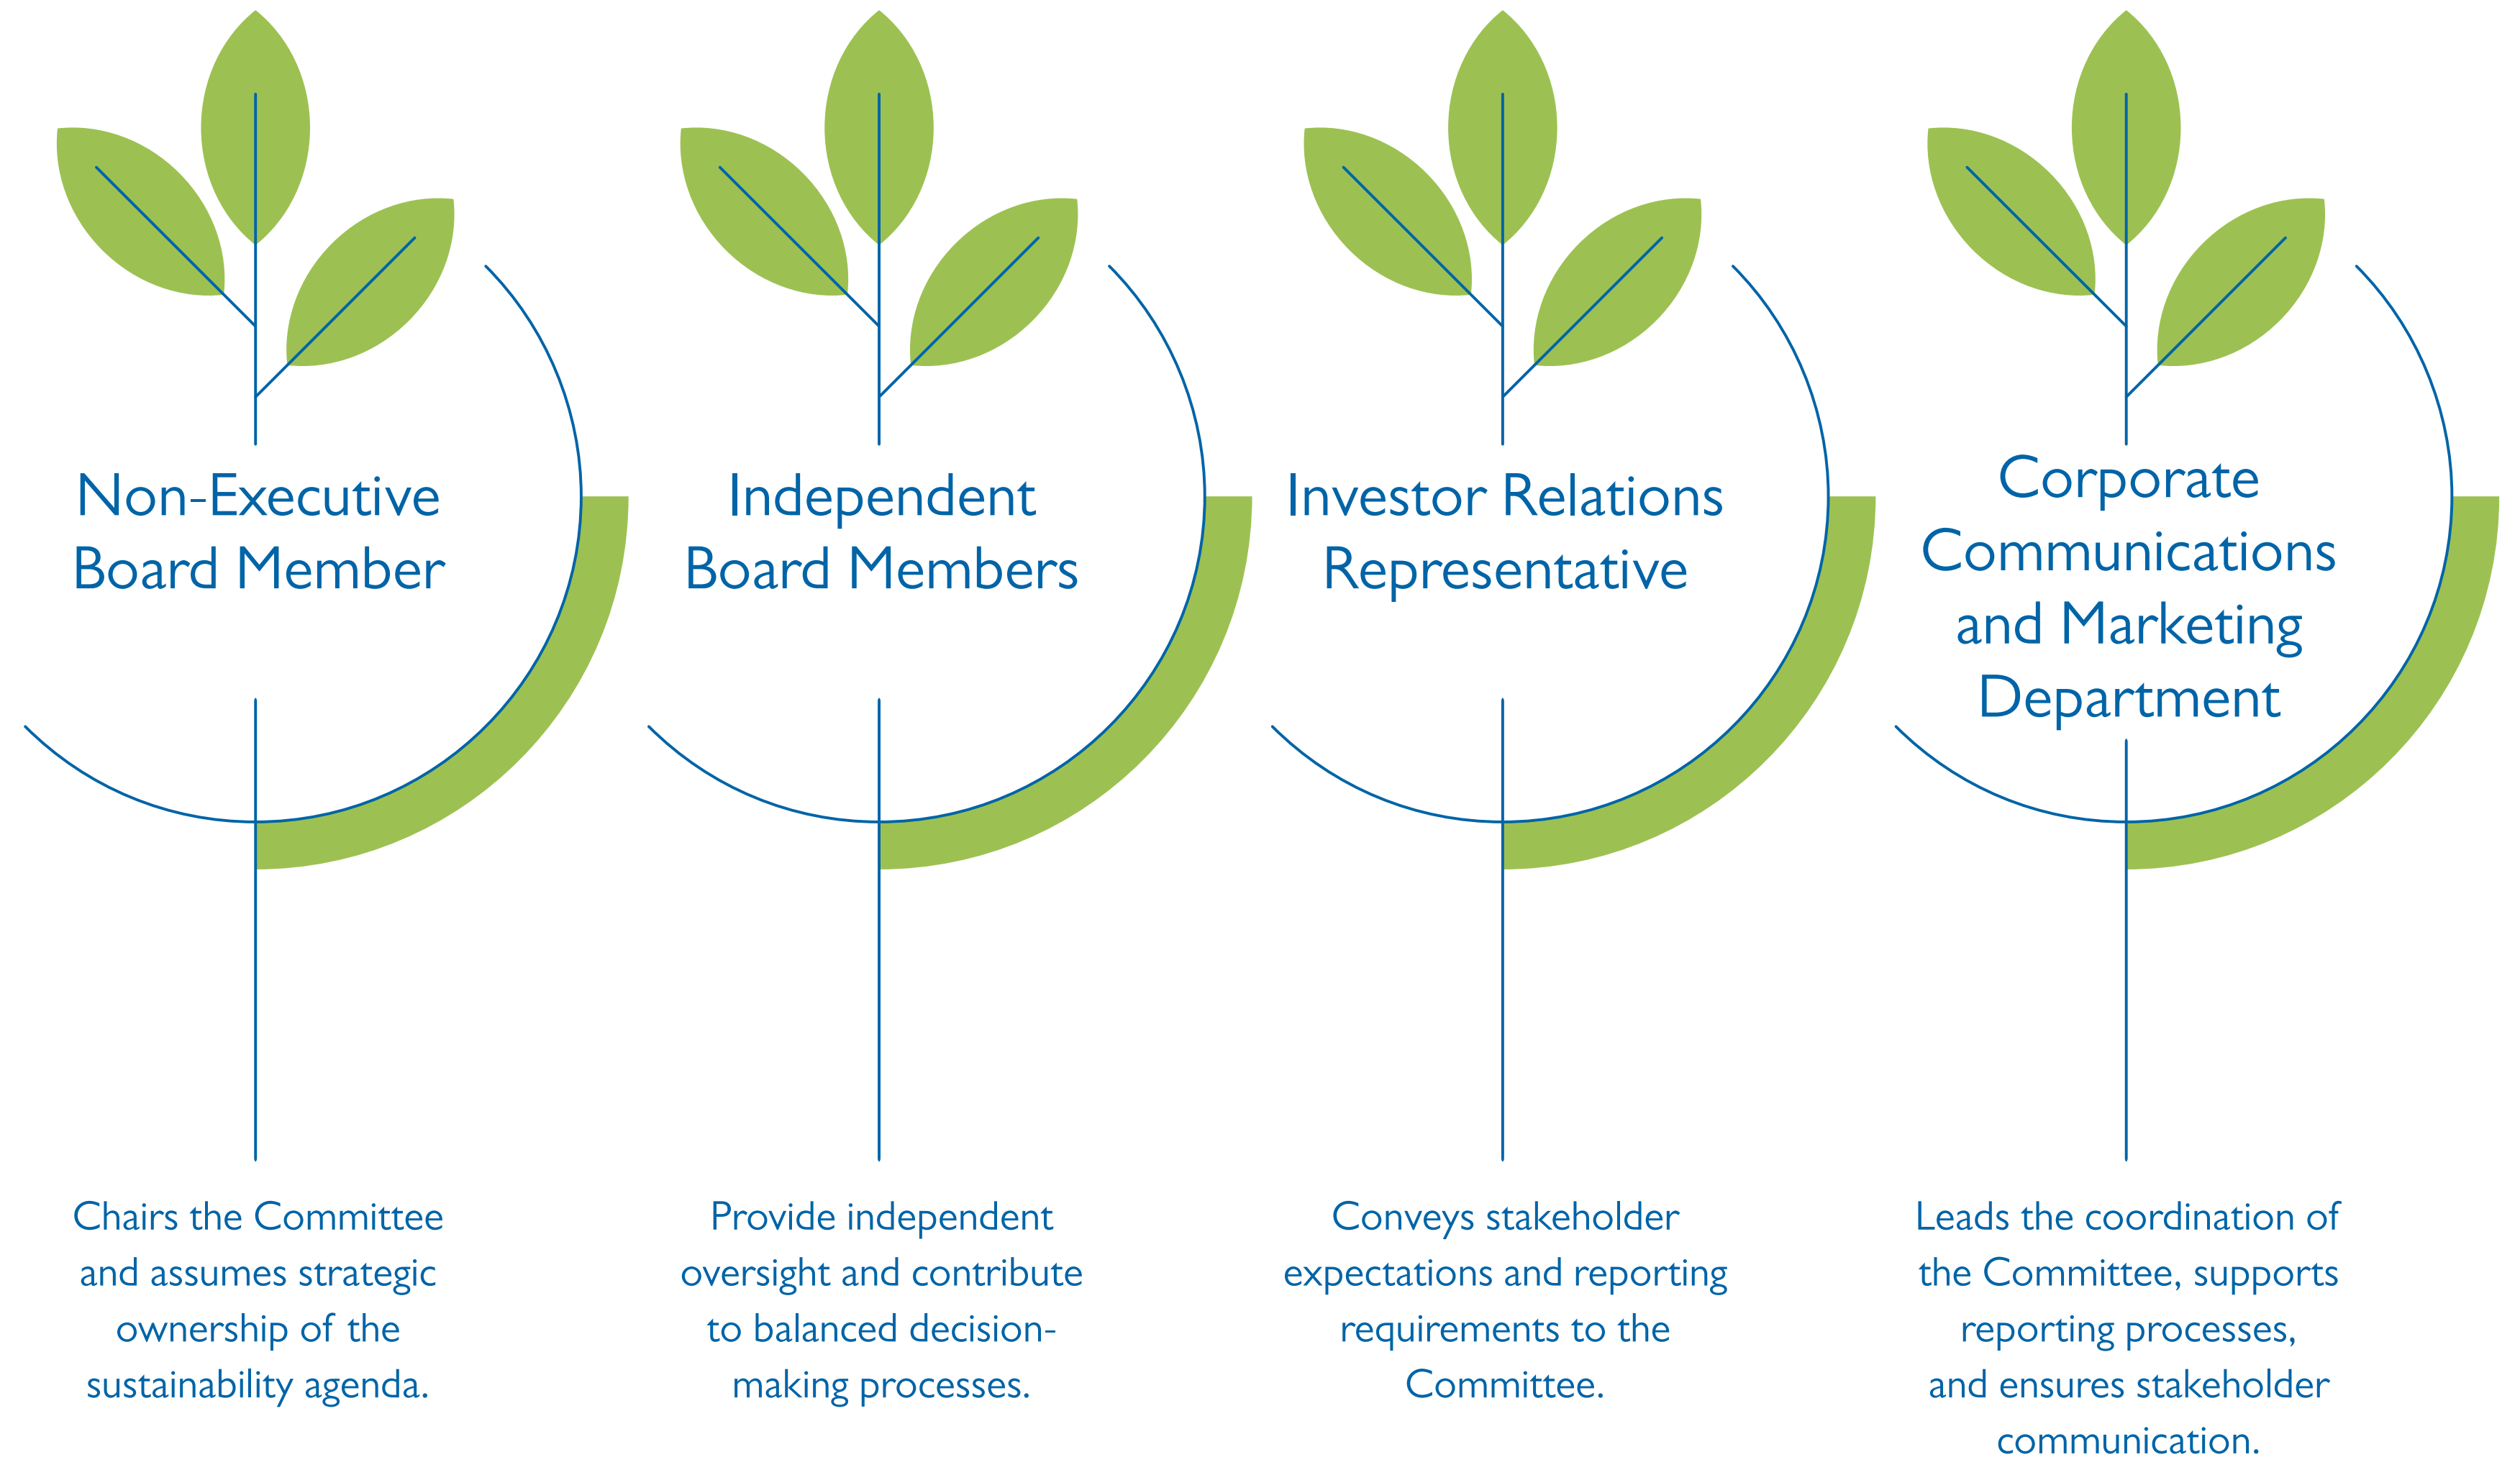 Non-Executive
Board Member
Independent
Board Members
Investor Relations
Representative
Corporate
Communications
and Marketing
Department
Chairs the Committee
and assumes strategic
ownership of the
sustainability agenda.
Provide independent
oversight and contribute
to balanced decision-
making processes.
Conveys stakeholder
expectations and reporting
requirements to the
Committee.
Leads the coordination of
the Committee, supports
reporting processes,
and ensures stakeholder
communication.